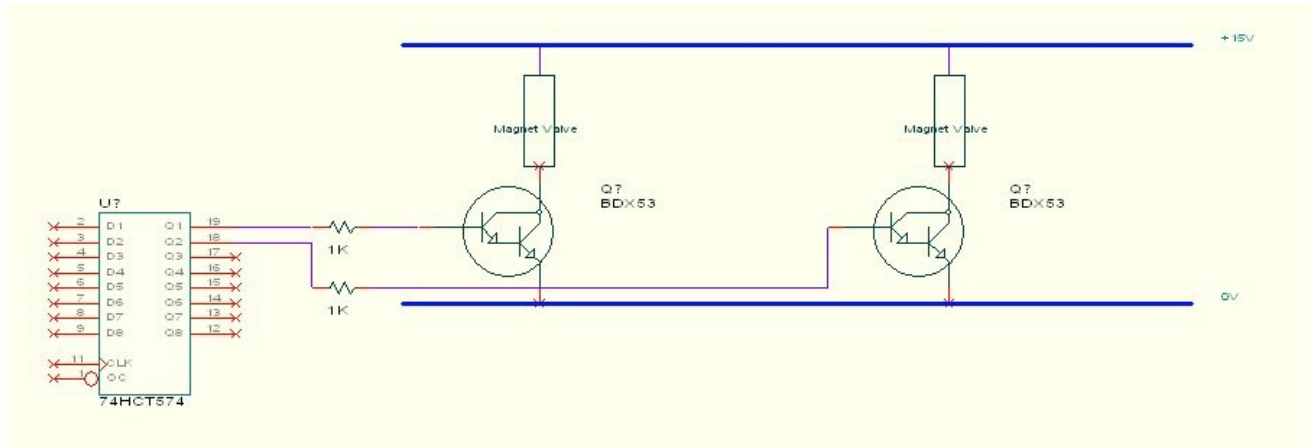 +15V
Magnet Valve
Magnet Valve
Q?
BDX53
Q?
BDX53
U?
2 D1 Q1 19
3 D2 Q2 18
4 D3 Q3 17
5 D4 Q4 16
6 D5 Q5 15
7 D6 Q6 14
8 D7 Q7 13
9 D8 Q8 12
11 CLK
1 OC
74HCT574
1K
1K
0V